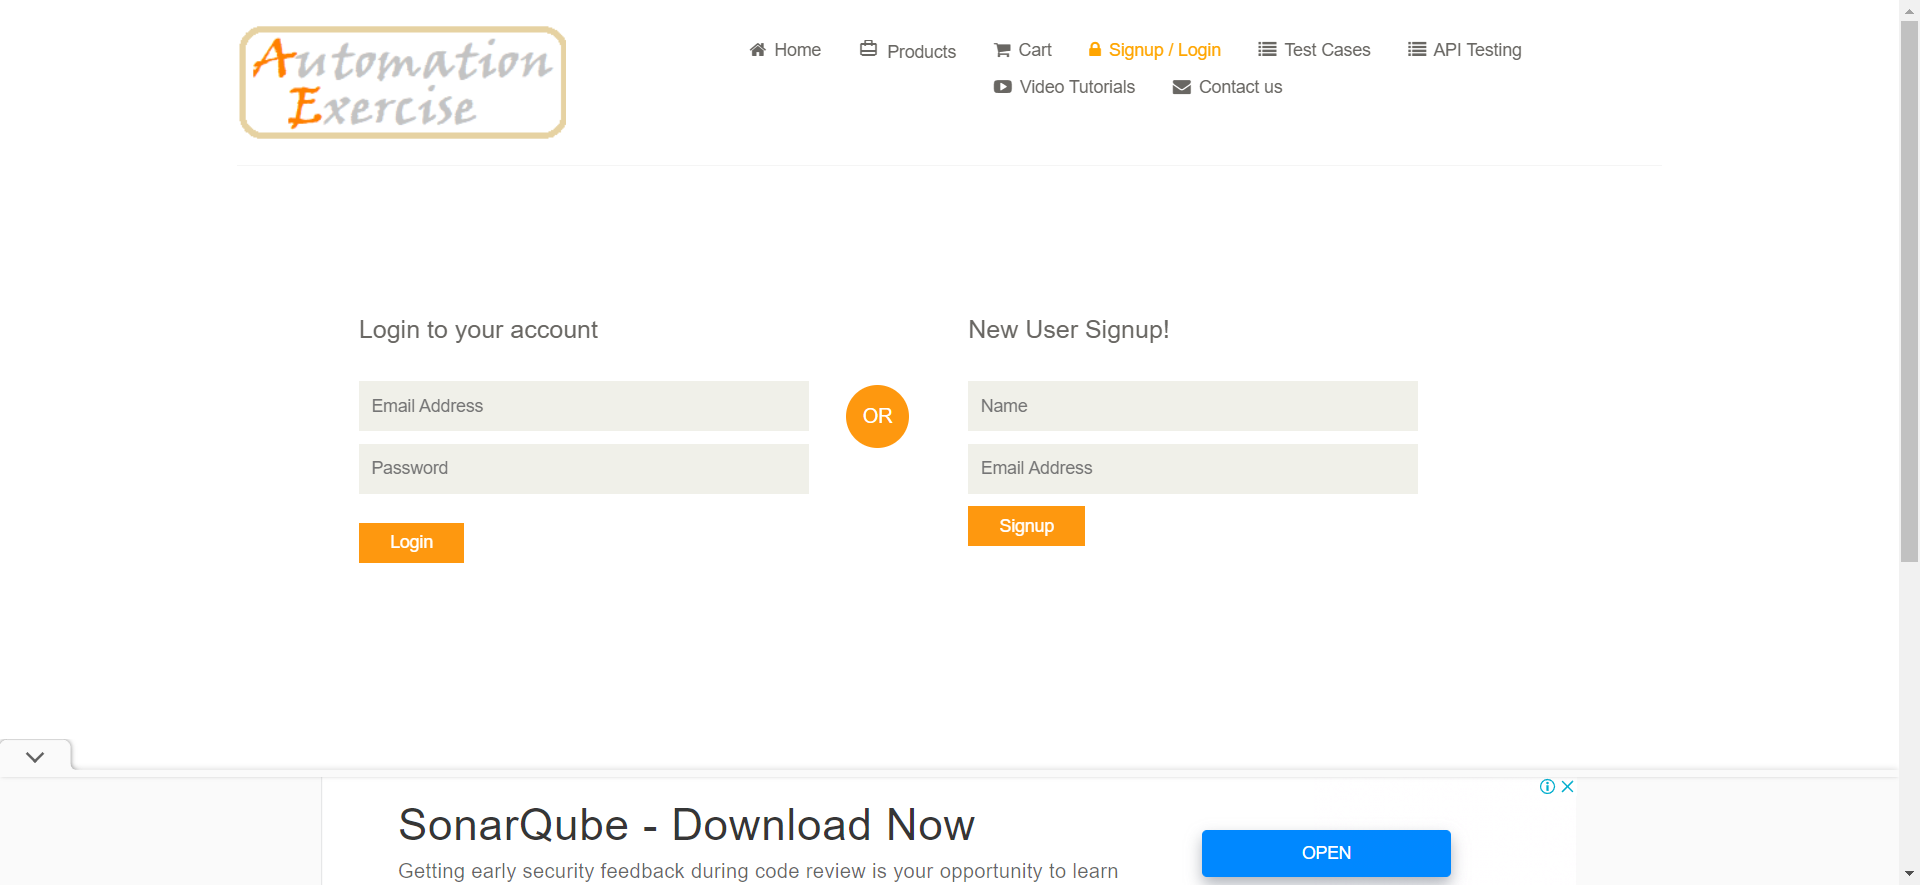 Automation
Exercise
Home
Products
Cart
Signup / Login
Test Cases
API Testing
Video Tutorials
Contact us
Login to your account
Email Address
Password
Login
OR
New User Signup!
Name
Email Address
Signup
SonarQube - Download Now
Getting early security feedback during code review is your opportunity to learn
OPEN